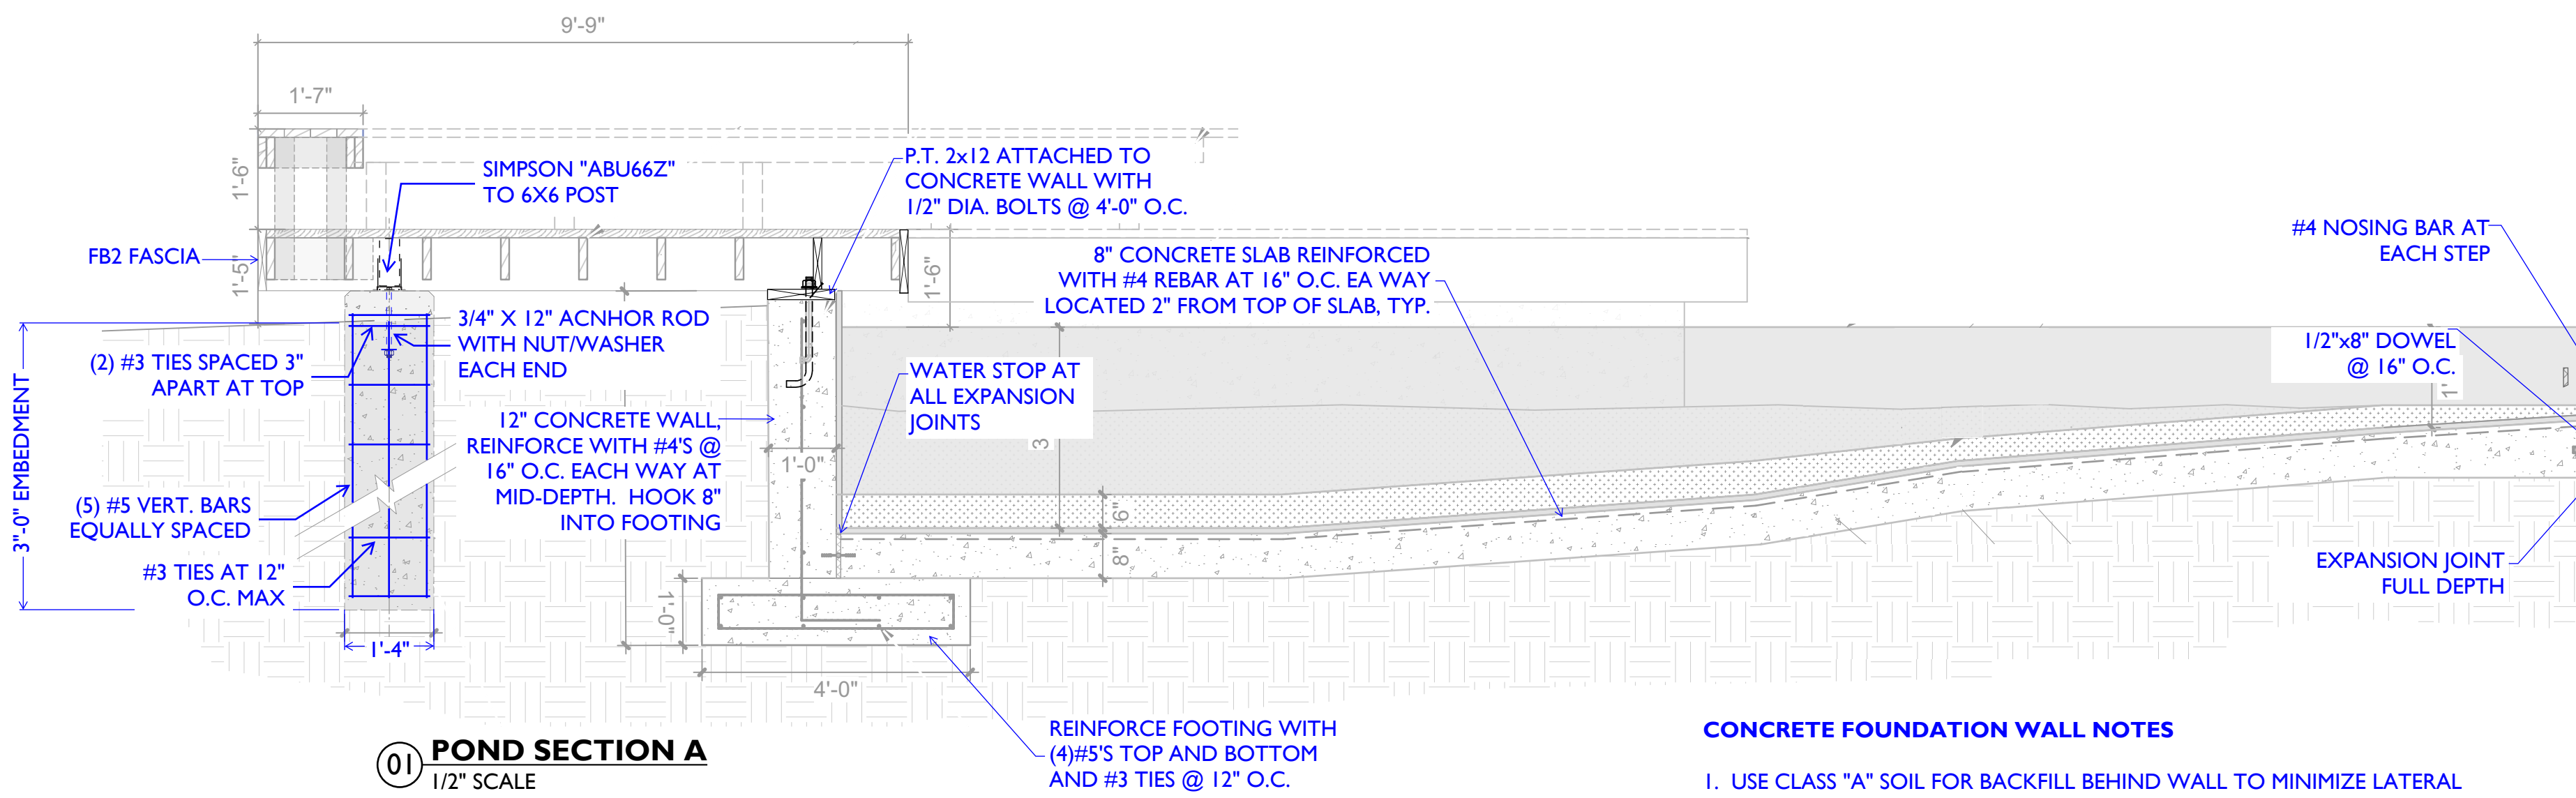 9'-9"
1'-7"
1'-6"
1'-5"
SIMPSON "ABU66Z"
TO 6X6 POST
P.T. 2x12 ATTACHED TO
CONCRETE WALL WITH
1/2" DIA. BOLTS @ 4'-0" O.C.
FB2 FASCIA
1'-6"
8" CONCRETE SLAB REINFORCED
WITH #4 REBAR AT 16" O.C. EA WAY
LOCATED 2" FROM TOP OF SLAB, TYP.
#4 NOSING BAR AT
EACH STEP
3/4" X 12" ACNHOR ROD
WITH NUT/WASHER
EACH END
(2) #3 TIES SPACED 3"
APART AT TOP
3'-0" EMBEDMENT
1/2"x8" DOWEL
@ 16" O.C.
1"
WATER STOP AT
ALL EXPANSION
JOINTS
3
12" CONCRETE WALL,
REINFORCE WITH #4'S @
16" O.C. EACH WAY AT
MID-DEPTH. HOOK 8"
INTO FOOTING
1'-0"
(5) #5 VERT. BARS
EQUALLY SPACED
#3 TIES AT 12"
O.C. MAX
6"
8"
EXPANSION JOINT
FULL DEPTH
1'-0"
1'-4"
4'-0"
REINFORCE FOOTING WITH
(4)#5'S TOP AND BOTTOM
AND #3 TIES @ 12" O.C.
01 POND SECTION A
1/2" SCALE
CONCRETE FOUNDATION WALL NOTES
1. USE CLASS "A" SOIL FOR BACKFILL BEHIND WALL TO MINIMIZE LATERAL